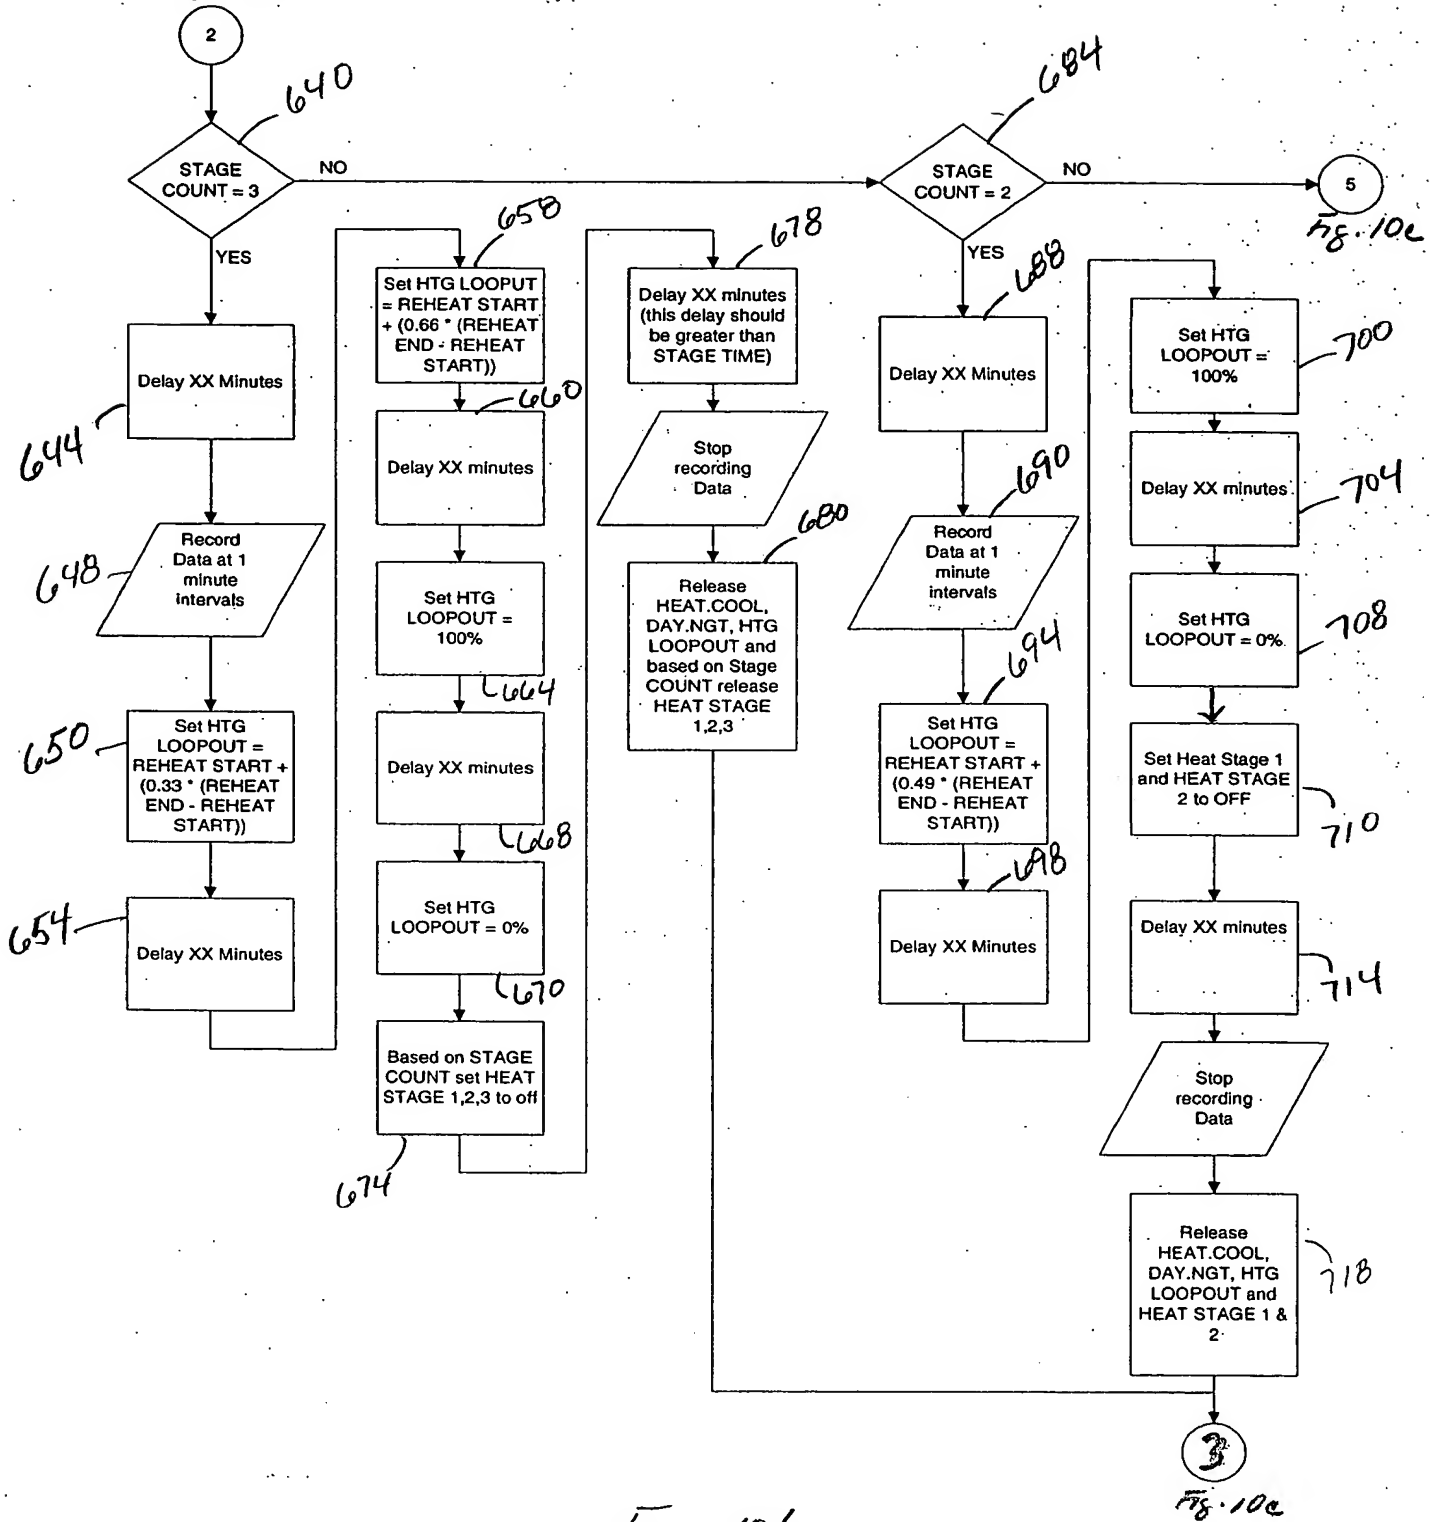 2
640
STAGE
COUNT = 3
NO
YES
Delay XX Minutes
644
Record
Data at 1
minute
intervals
648
Set HTG
LOOPOUT =
REHEAT START +
(0.33 * (REHEAT
END - REHEAT
START))
650
Delay XX Minutes
654
658
Set HTG LOOPUT
= REHEAT START
+ (0.66 * (REHEAT
END - REHEAT
START))
660
Delay XX minutes
Set HTG
LOOPOUT =
100%
664
Delay XX minutes
668
Set HTG
LOOPOUT = 0%
670
Based on STAGE
COUNT set HEAT
STAGE 1,2,3 to off
674
678
Delay XX minutes
(this delay should
be greater than
STAGE TIME)
Stop
recording
Data
680
Release
HEAT.COOL,
DAY.NGT, HTG
LOOPOUT and
based on Stage
COUNT release
HEAT STAGE
1,2,3
684
STAGE
COUNT = 2
NO
5
Fig. 10c
YES
688
Delay XX Minutes
690
Record
Data at 1
minute
intervals
694
Set HTG
LOOPOUT =
REHEAT START +
(0.49 * (REHEAT
END - REHEAT
START))
698
Delay XX Minutes
Set HTG
LOOPOUT =
100%
700
Delay XX minutes
704
Set HTG
LOOPOUT = 0%
708
Set Heat Stage 1
and HEAT STAGE
2 to OFF
710
Delay XX minutes
714
Stop
recording
Data
Release
HEAT.COOL,
DAY.NGT, HTG
LOOPOUT and
HEAT STAGE 1 &
2
718
3